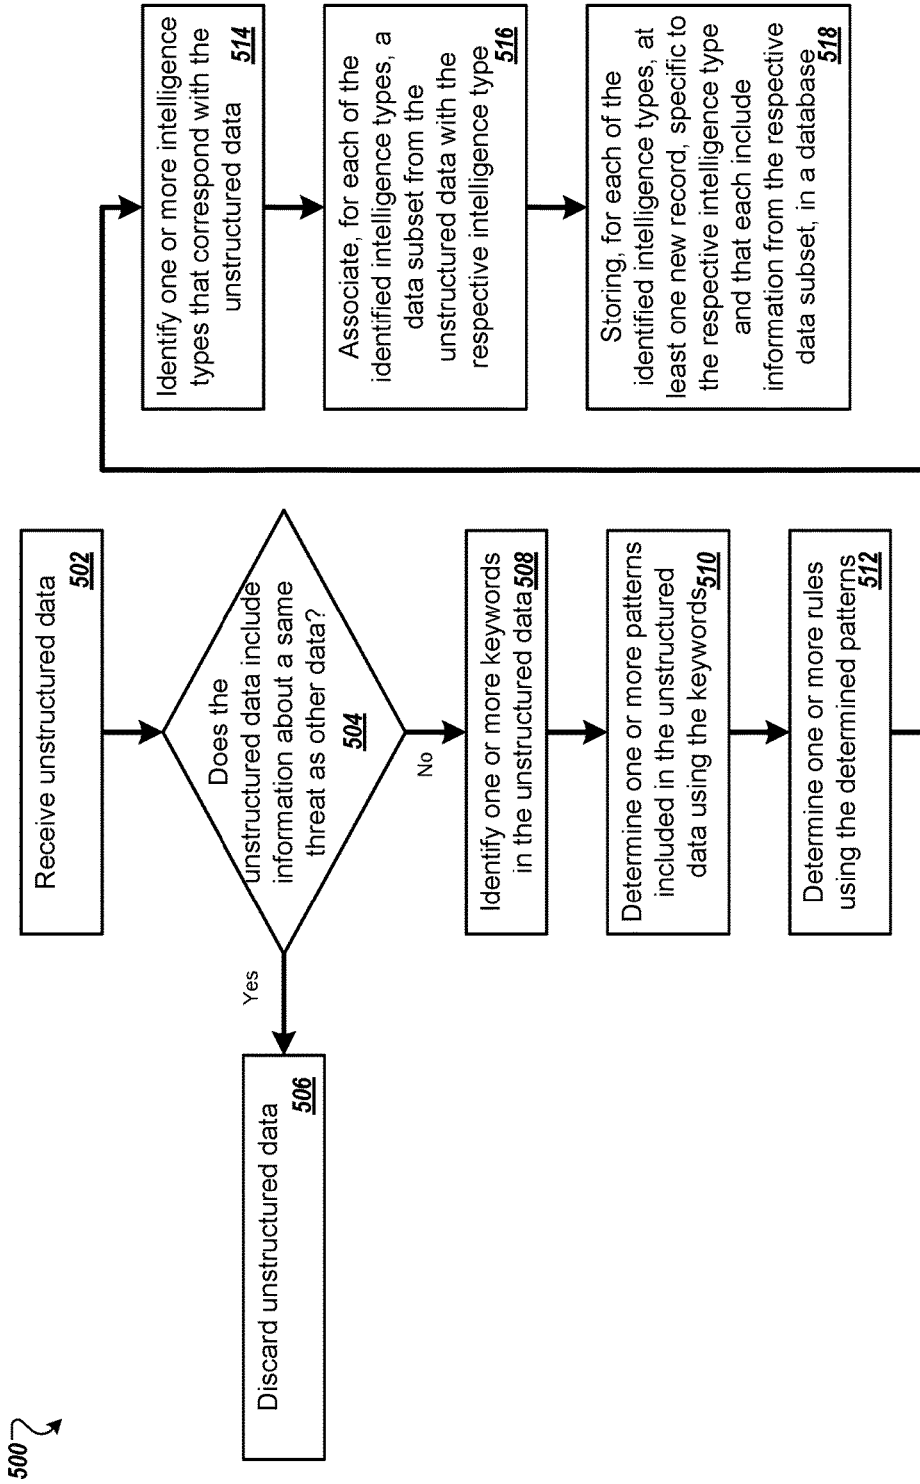 500
Receive unstructured data
502
Does the
unstructured data include
information about a same
threat as other data?
504
Yes
No
Discard unstructured data
506
Identify one or more keywords
in the unstructured data 508
Determine one or more patterns
included in the unstructured
data using the keywords 510
Determine one or more rules
using the determined patterns
512
Identify one or more intelligence
types that correspond with the
unstructured data
514
Associate, for each of the
identified intelligence types, a
data subset from the
unstructured data with the
respective intelligence type
516
Storing, for each of the
identified intelligence types, at
least one new record, specific to
the respective intelligence type
and that each include
information from the respective
data subset, in a database
518